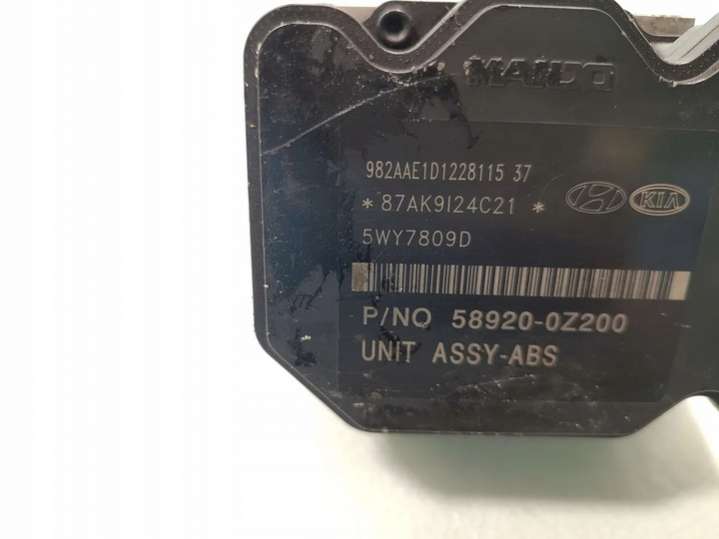 MANDO
982AAE1D1228115 37
*87AK9I24C21 *
KIA
5WY7809D
P/NO 58920-0Z200
UNIT ASSY-ABS